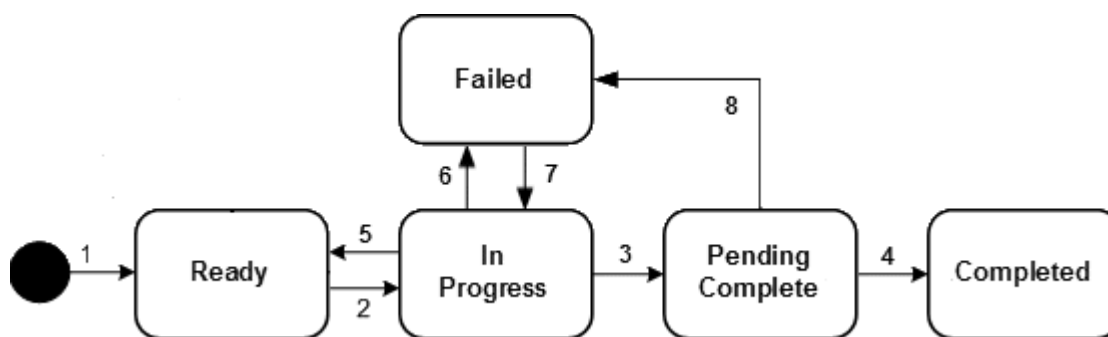 Failed
8
6
7
1
Ready
5
2
In
Progress
3
Pending
Complete
4
Completed